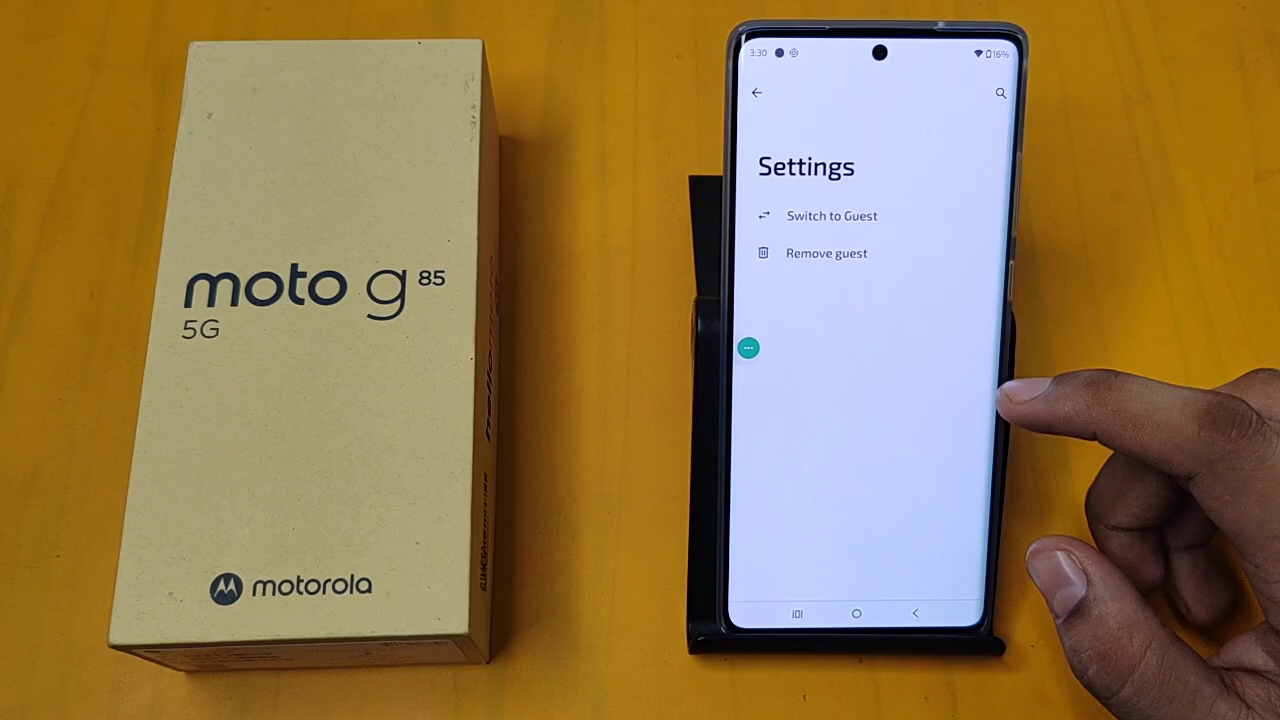 moto g 85
5G
motorola
3:30
16%
Settings
Switch to Guest
Remove guest